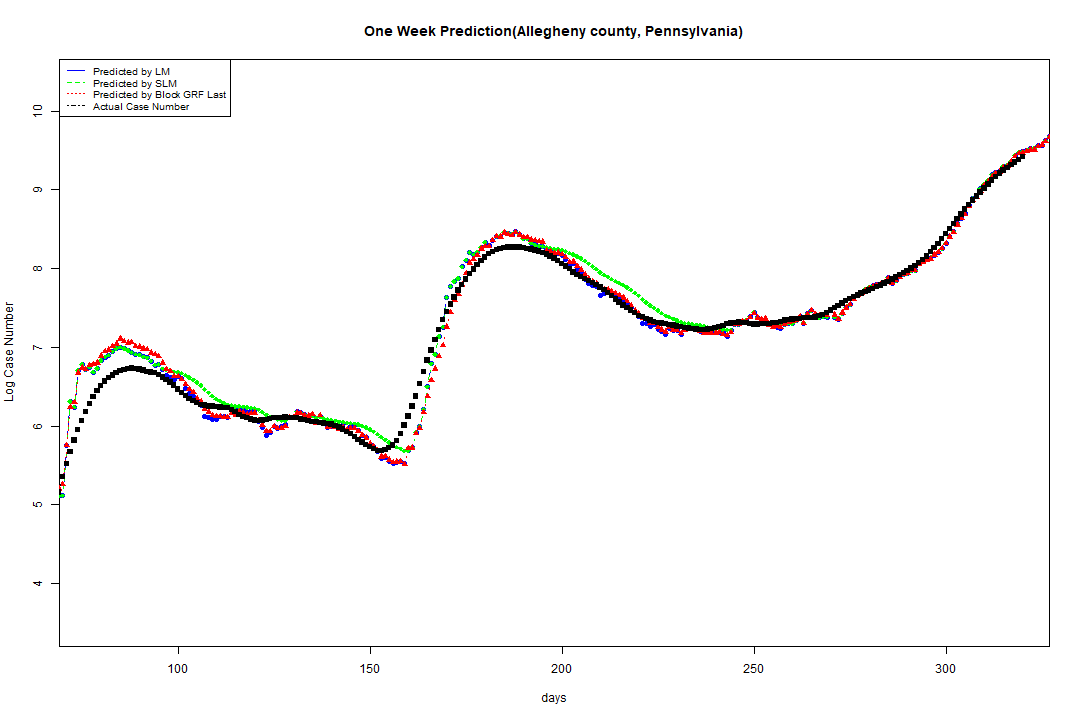 One Week Prediction(Allegheny county, Pennsylvania)
Predicted by LM
Predicted by SLM
Predicted by Block GRF Last
Actual Case Number
Log Case Number
10
9
8
7
6
5
4
100 150 200 250 300
days